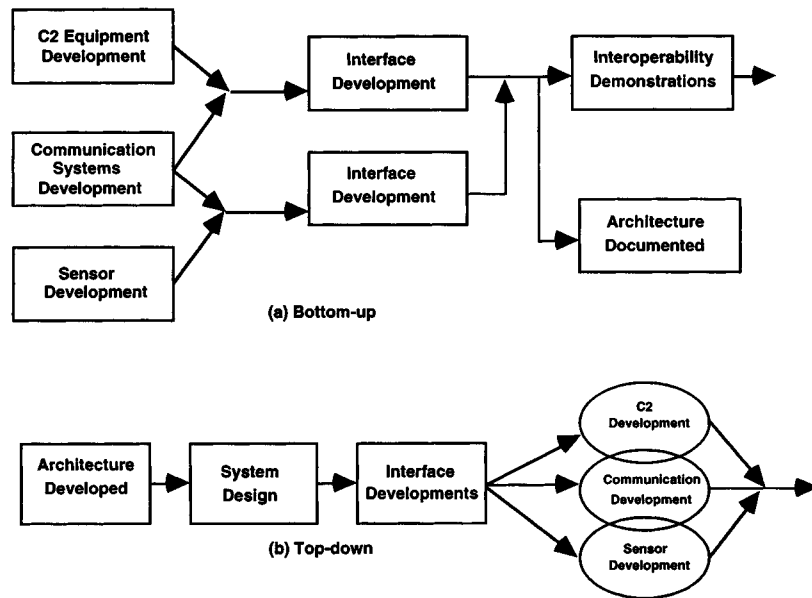 C2 Equipment
Development
Communication
Systems
Development
Sensor
Development
Interface
Development
Interface
Development
Interoperability
Demonstrations
Architecture
Documented
(a) Bottom-up
Architecture
Developed
System
Design
Interface
Developments
C2
Development
Communication
Development
Sensor
Development
(b) Top-down